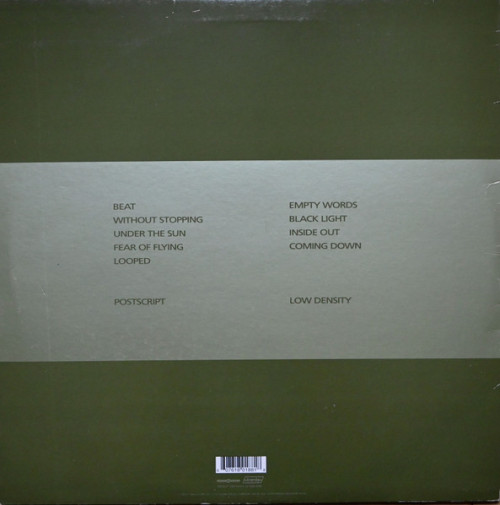 BEAT
WITHOUT STOPPING
UNDER THE SUN
FEAR OF FLYING
LOOPED
POSTSCRIPT
EMPTY WORDS
BLACK LIGHT
INSIDE OUT
COMING DOWN
LOW DENSITY